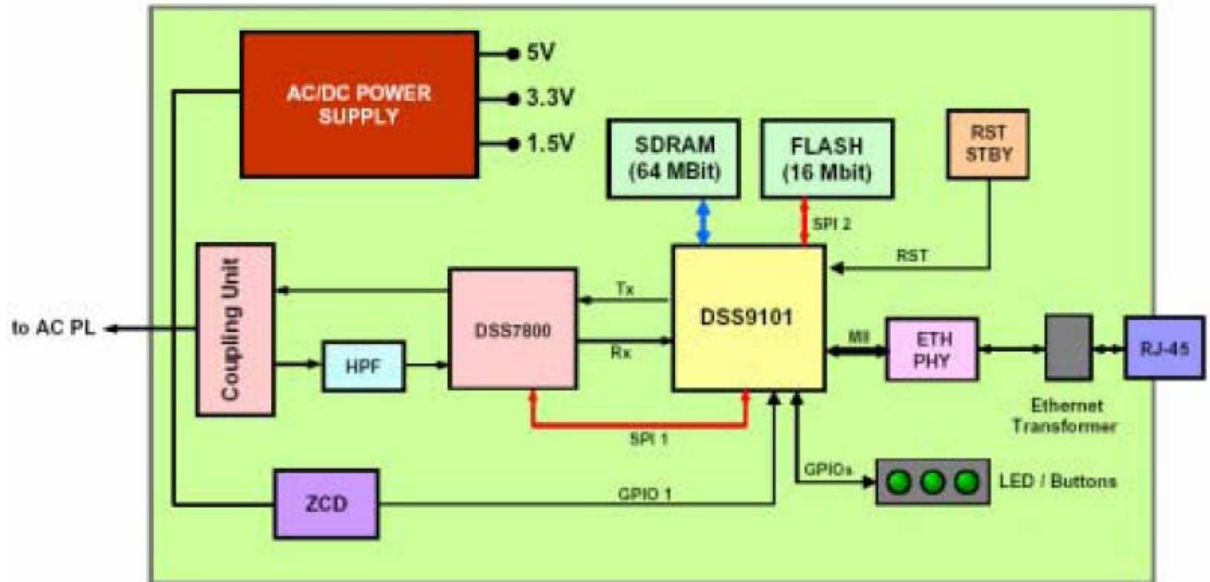 AC/DC POWER
SUPPLY
5V
3.3V
1.5V
SDRAM
(64 MBit)
FLASH
(16 Mbit)
RST
STBY
SPI 2
RST
to AC PL
Coupling Unit
HPF
DSS7800
Tx
Rx
DSS9101
MII
ETH
PHY
RJ-45
Ethernet
Transformer
SPI 1
GPIOs
LED / Buttons
ZCD
GPIO 1